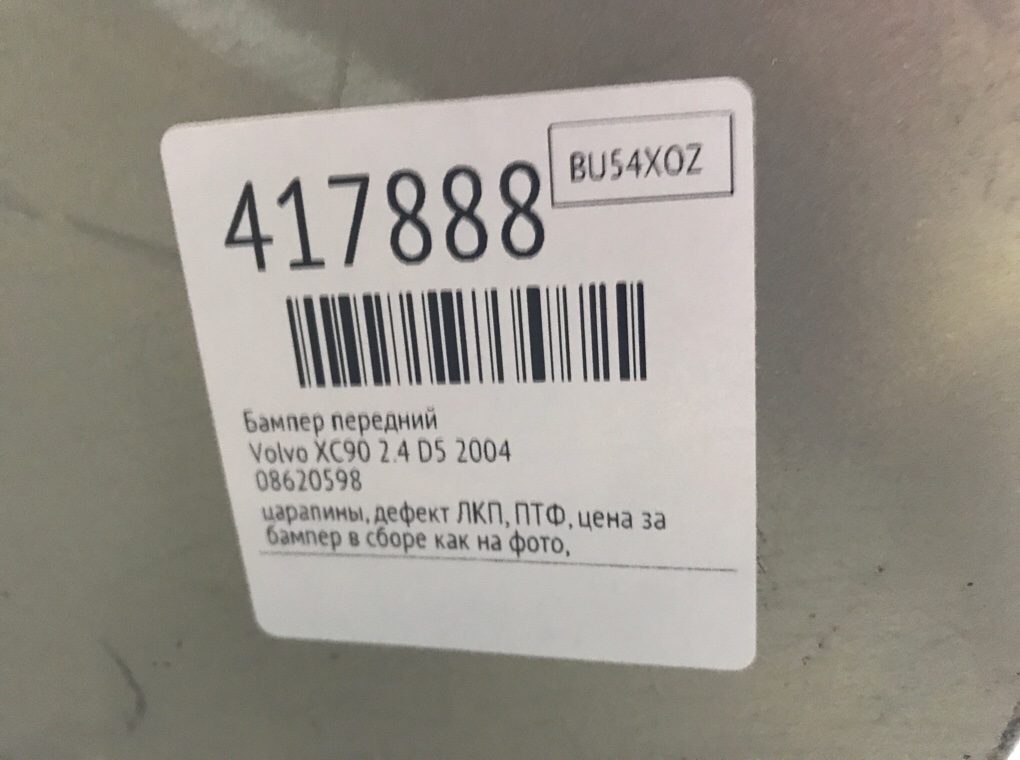 BU54XOZ
417888
Бампер передний
Volvo XC90 2.4 D5 2004
08620598
царапины, дефект ЛКП, ПТФ, цена за
бампер в сборе как на фото,